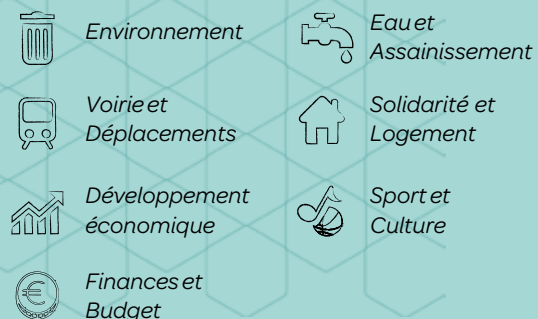 Environnement
Voirie et
Déplacements
Développement
économique
Finances et
Budget
Eau et
Assainissement
Solidarité et
Logement
Sport et
Culture